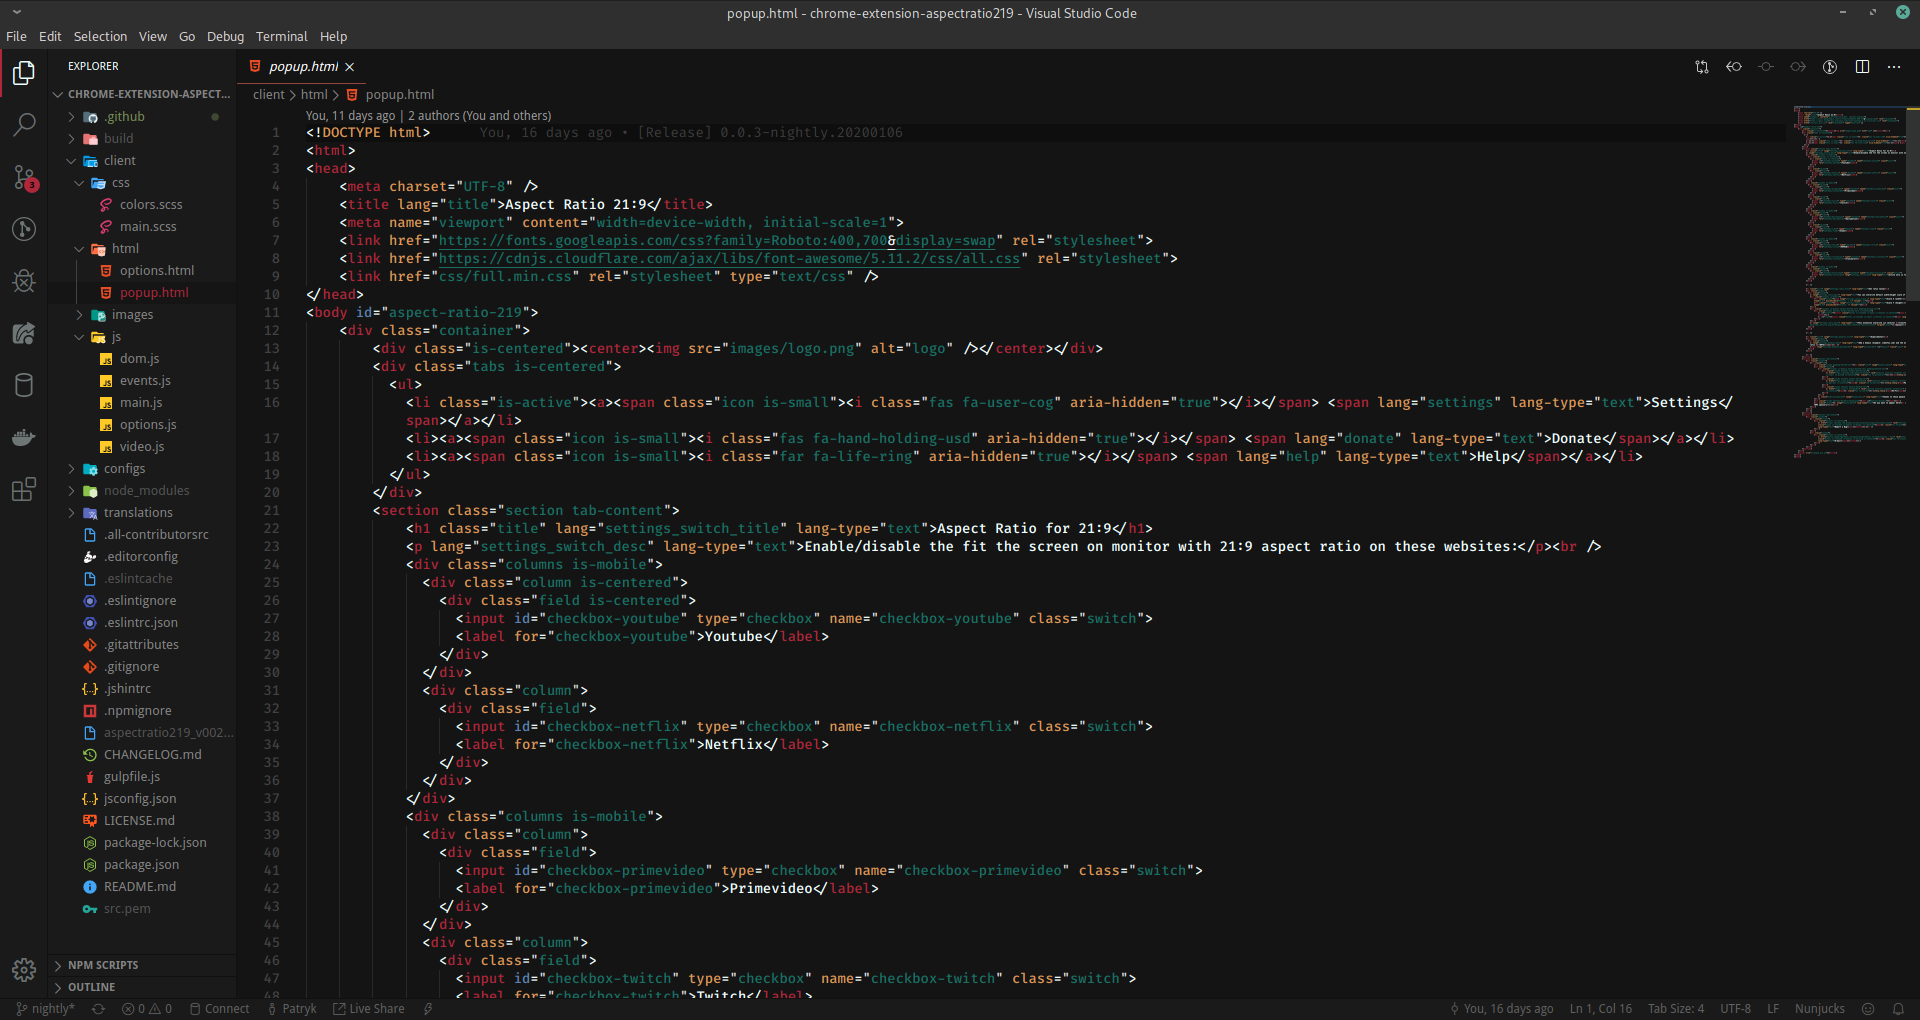 popup.html - chrome-extension-aspectratio219 - Visual Studio Code
File Edit Selection View Go Debug Terminal Help
EXPLORER
CHROME-EXTENSION-ASPECT...
.github
build
client
css
colors.scss
main.scss
html
options.html
popup.html
images
js
dom.js
events.js
main.js
options.js
video.js
configs
node_modules
translations
.all-contributorsrc
.editorconfig
.eslintcache
.eslintignore
.eslintrc.json
.gitattributes
.gitignore
.jshintrc
.npmignore
aspectratio219_v002...
CHANGELOG.md
gulpfile.js
jsconfig.json
LICENSE.md
package-lock.json
package.json
README.md
src.pem
NPM SCRIPTS
OUTLINE
3
popup.html
client > html > popup.html
You, 11 days ago | 2 authors (You and others)
1 <!DOCTYPE html> You, 16 days ago • [Release] 0.0.3-nightly.20200106
2 <html>
3 <head>
4 <meta charset="UTF-8" />
5 <title lang="title">Aspect Ratio 21:9</title>
6 <meta name="viewport" content="width=device-width, initial-scale=1">
7 <link href="https://fonts.googleapis.com/css?family=Roboto:400,700&display=swap" rel="stylesheet">
8 <link href="https://cdnjs.cloudflare.com/ajax/libs/font-awesome/5.11.2/css/all.css" rel="stylesheet">
9 <link href="css/full.min.css" rel="stylesheet" type="text/css" />
10 </head>
11 <body id="aspect-ratio-219">
12 <div class="container">
13 <div class="is-centered"><center><img src="images/logo.png" alt="logo" /></center></div>
14 <div class="tabs is-centered">
15 <ul>
16 <li class="is-active"><a><span class="icon is-small"><i class="fas fa-user-cog" aria-hidden="true"></i></span> <span lang="settings" lang-type="text">Settings</
span></a></li>
17 <li><a><span class="icon is-small"><i class="fas fa-hand-holding-usd" aria-hidden="true"></i></span> <span lang="donate" lang-type="text">Donate</span></a></li>
18 <li><a><span class="icon is-small"><i class="far fa-life-ring" aria-hidden="true"></i></span> <span lang="help" lang-type="text">Help</span></a></li>
19 </ul>
20 </div>
21 <section class="section tab-content">
22 <h1 class="title" lang="settings_switch_title" lang-type="text">Aspect Ratio for 21:9</h1>
23 <p lang="settings_switch_desc" lang-type="text">Enable/disable the fit the screen on monitor with 21:9 aspect ratio on these websites:</p><br />
24 <div class="columns is-mobile">
25 <div class="column is-centered">
26 <div class="field is-centered">
27 <input id="checkbox-youtube" type="checkbox" name="checkbox-youtube" class="switch">
28 <label for="checkbox-youtube">Youtube</label>
29 </div>
30 </div>
31 <div class="column">
32 <div class="field">
33 <input id="checkbox-netflix" type="checkbox" name="checkbox-netflix" class="switch">
34 <label for="checkbox-netflix">Netflix</label>
35 </div>
36 </div>
37 </div>
38 <div class="columns is-mobile">
39 <div class="column">
40 <div class="field">
41 <input id="checkbox-primevideo" type="checkbox" name="checkbox-primevideo" class="switch">
42 <label for="checkbox-primevideo">Primevideo</label>
43 </div>
44 </div>
45 <div class="column">
46 <div class="field">
47 <input id="checkbox-twitch" type="checkbox" name="checkbox-twitch" class="switch">
48 <label for="checkbox-twitch">Twitch</label>
nightly* 0 0 Connect Patryk Live Share
You, 16 days ago Ln 1, Col 16 Tab Size: 4 UTF-8 LF Nunjucks